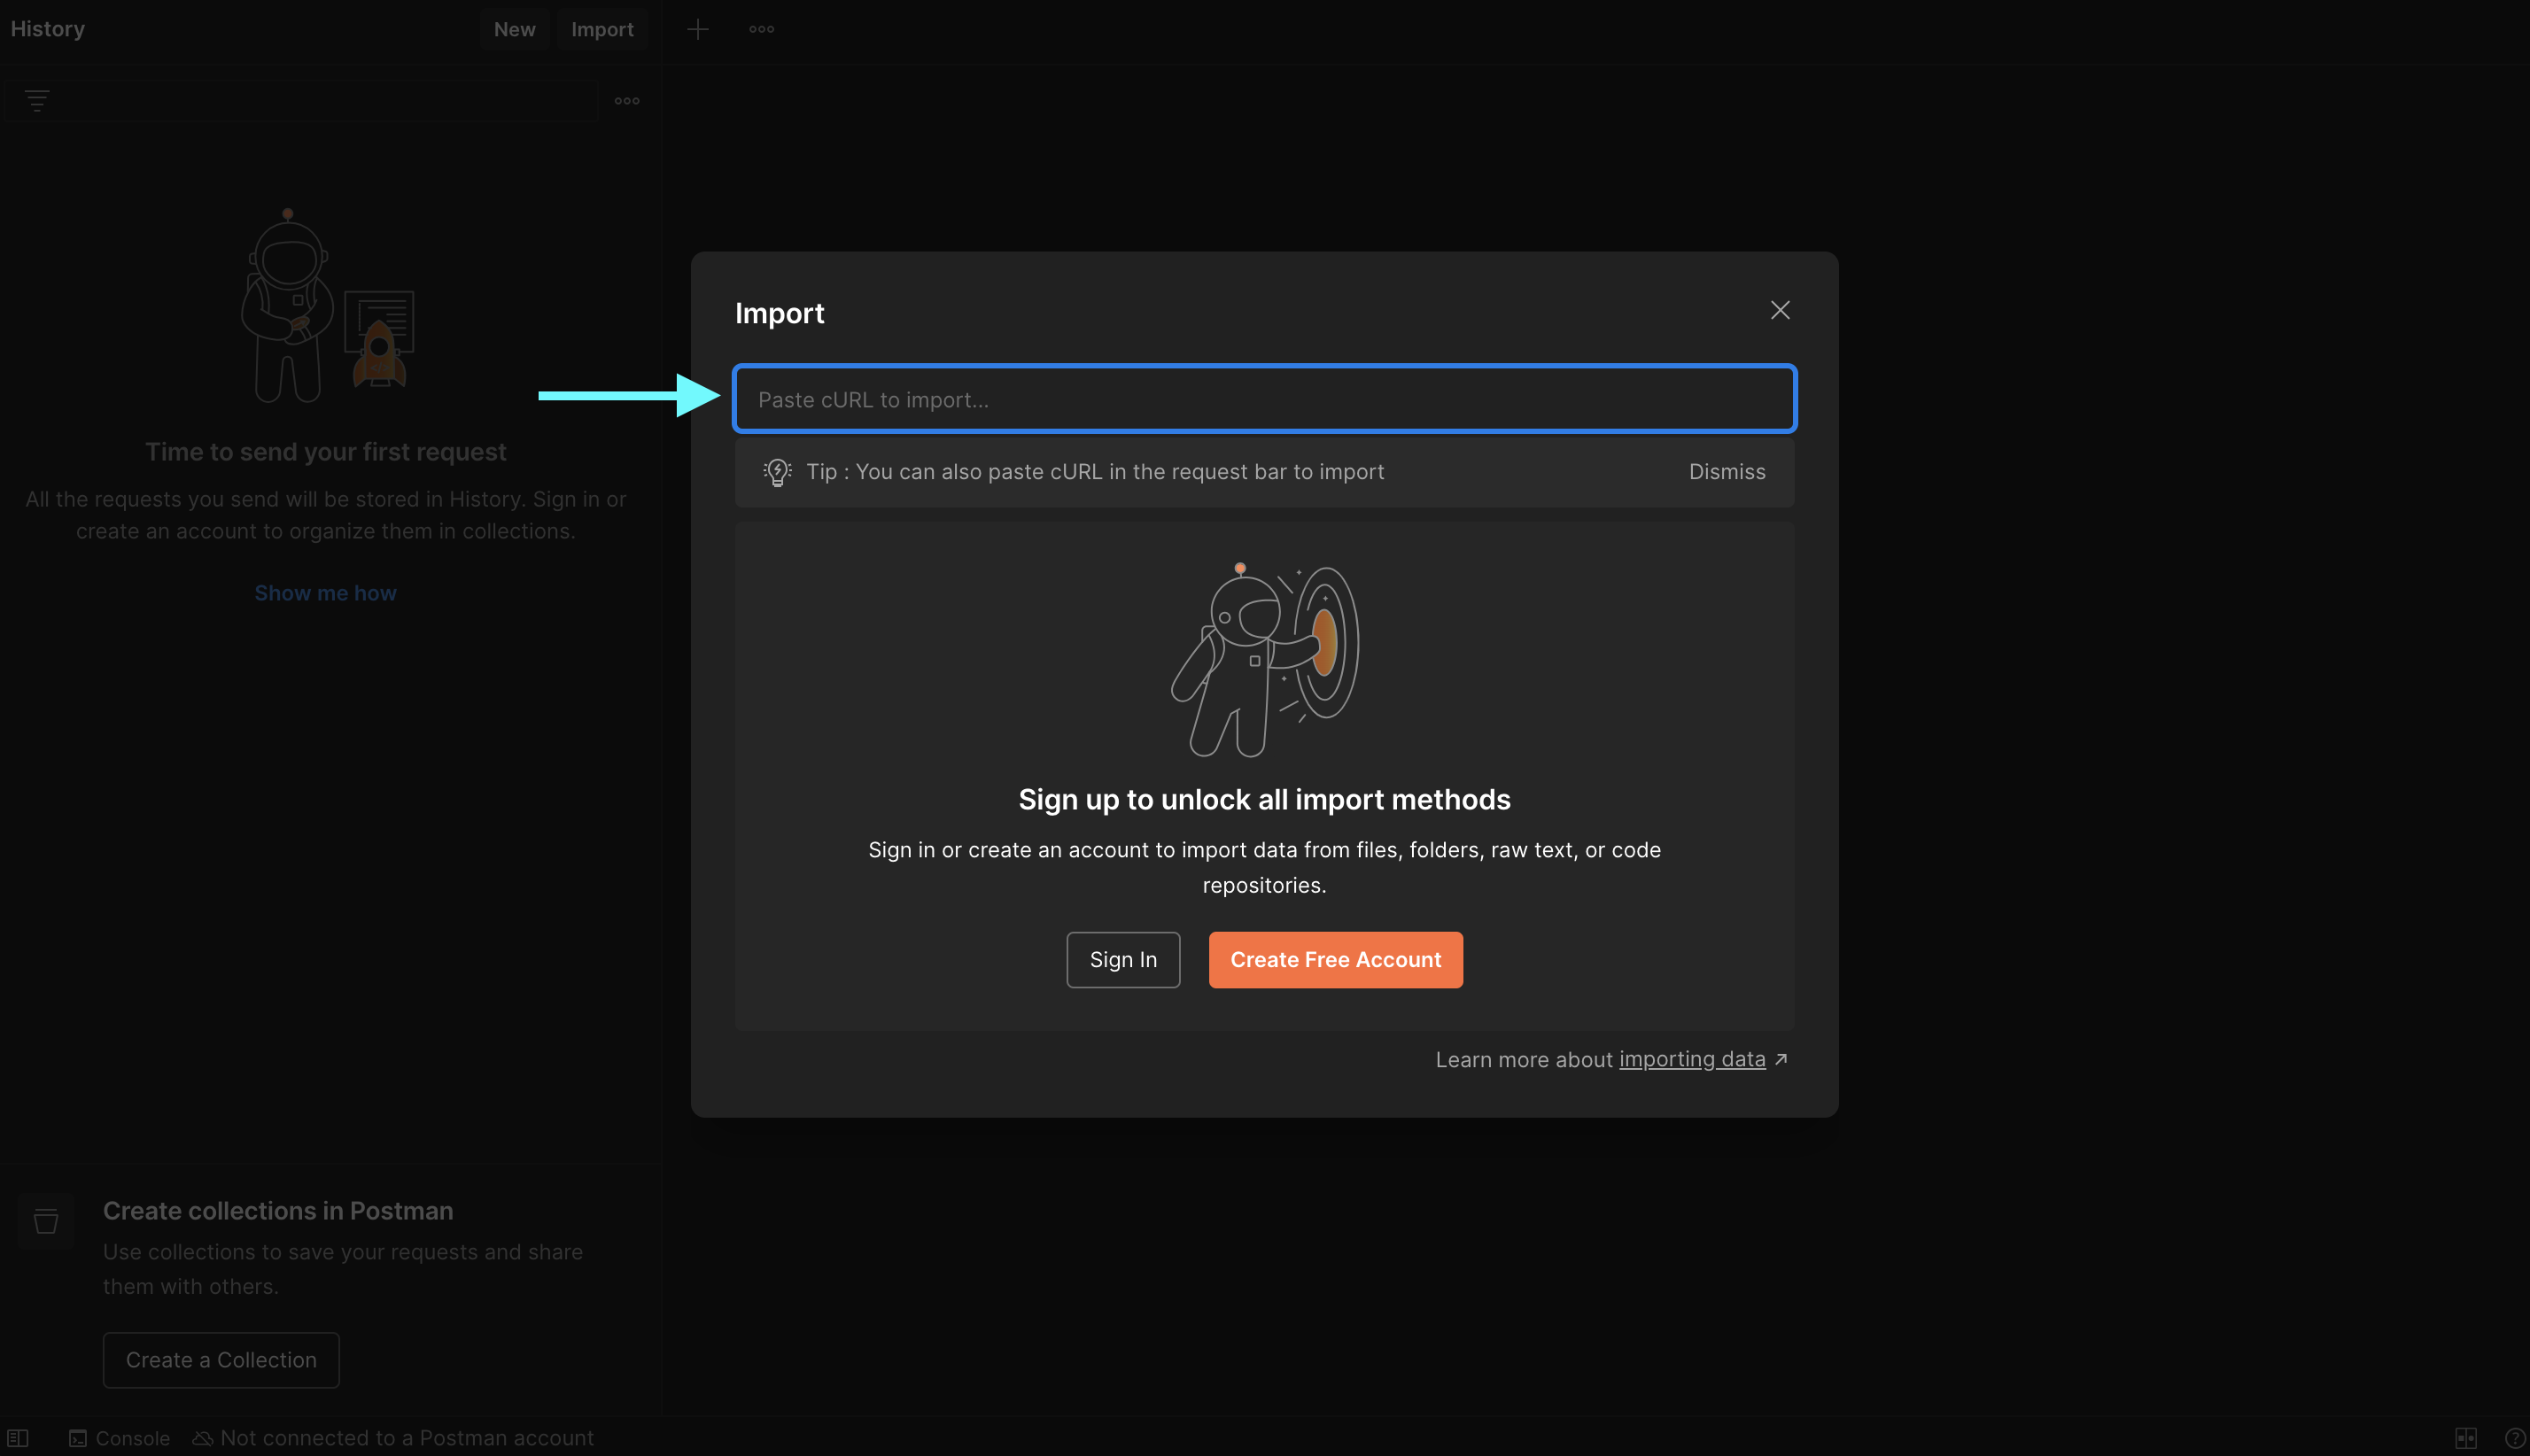 History
New
Import
Time to send your first request
All the requests you send will be stored in History. Sign in or
create an account to organize them in collections.
Show me how
Import
Paste cURL to import...
Tip : You can also paste cURL in the request bar to import
Dismiss
Sign up to unlock all import methods
Sign in or create an account to import data from files, folders, raw text, or code
repositories.
Sign In
Create Free Account
Learn more about importing data ↗
Create collections in Postman
Use collections to save your requests and share
them with others.
Create a Collection
Console
Not connected to a Postman account